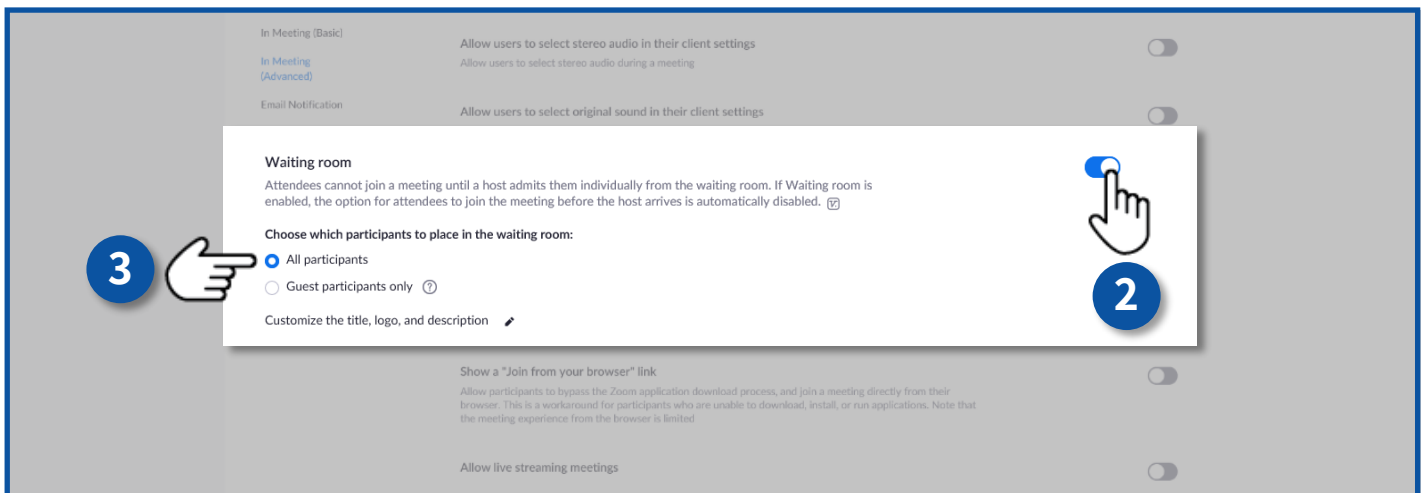 In Meeting (Basic)
In Meeting
(Advanced)
Email Notification
Allow users to select stereo audio in their client settings
Allow users to select stereo audio during a meeting
Allow users to select original sound in their client settings
Waiting room
Attendees cannot join a meeting until a host admits them individually from the waiting room. If Waiting room is
enabled, the option for attendees to join the meeting before the host arrives is automatically disabled.
Choose which participants to place in the waiting room:
3
All participants
Guest participants only
2
Customize the title, logo, and description
Show a "Join from your browser" link
Allow participants to bypass the Zoom application download process, and join a meeting directly from their
browser. This is a workaround for participants who are unable to download, install, or run applications. Note that
the meeting experience from the browser is limited
Allow live streaming meetings